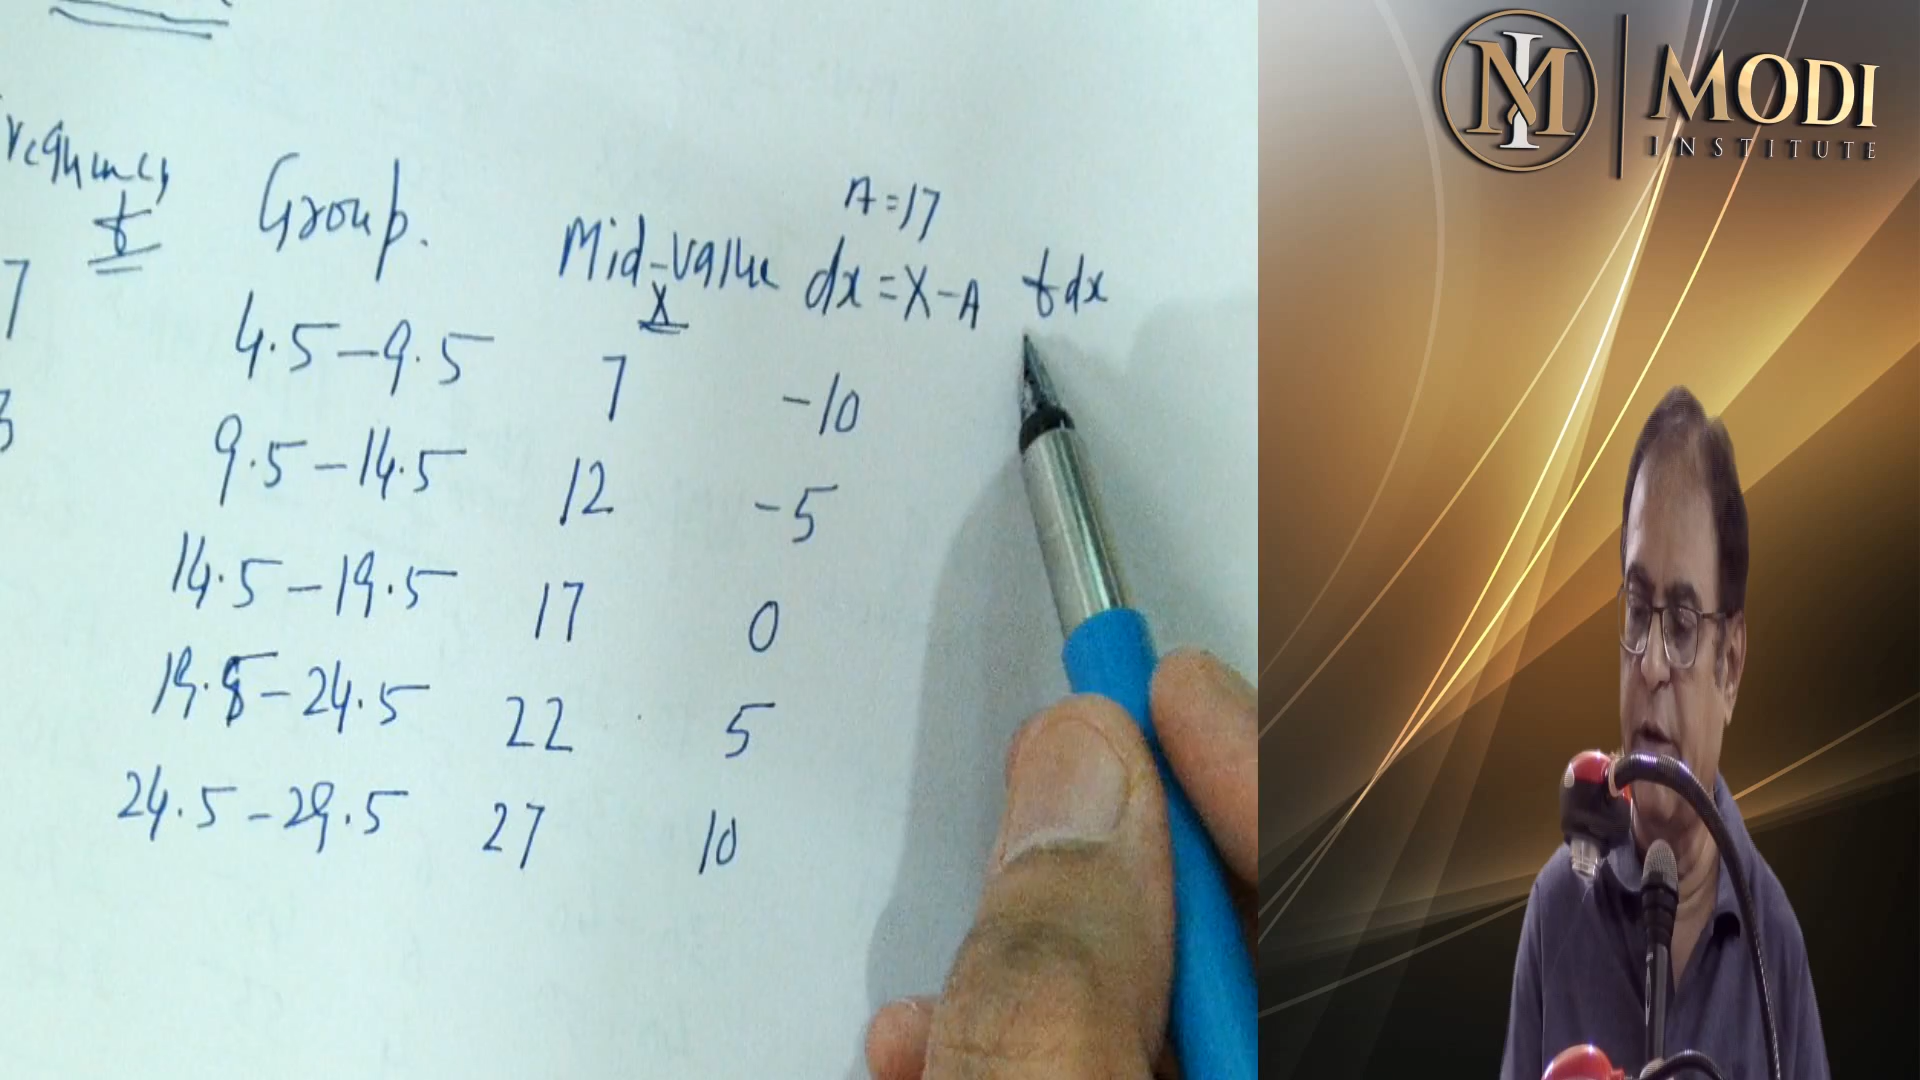 A = 17
Group. Mid-value dx = X - A fdx
f X
7 4.5 - 9.5 7 -10
9.5 - 14.5 12 -5
14.5 - 19.5 17 0
19.5 - 24.5 22 5
24.5 - 29.5 27 10
MI MODI
INSTITUTE